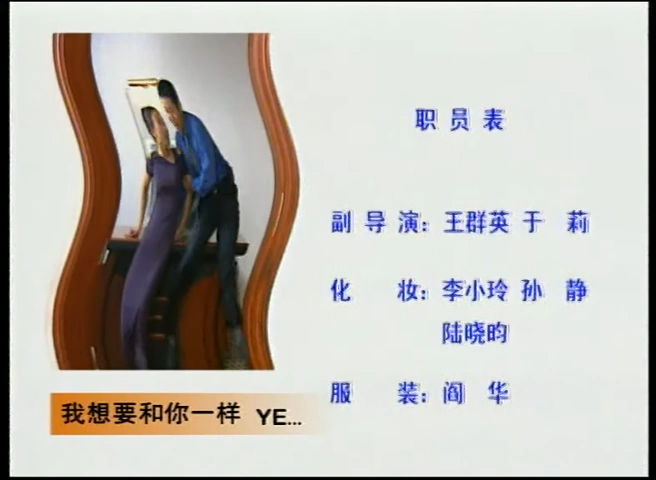 职员表
副导演：王群英 于莉
化妆：李小玲 孙静
陆晓昀
服装：阎华
我想要和你一样 YE...